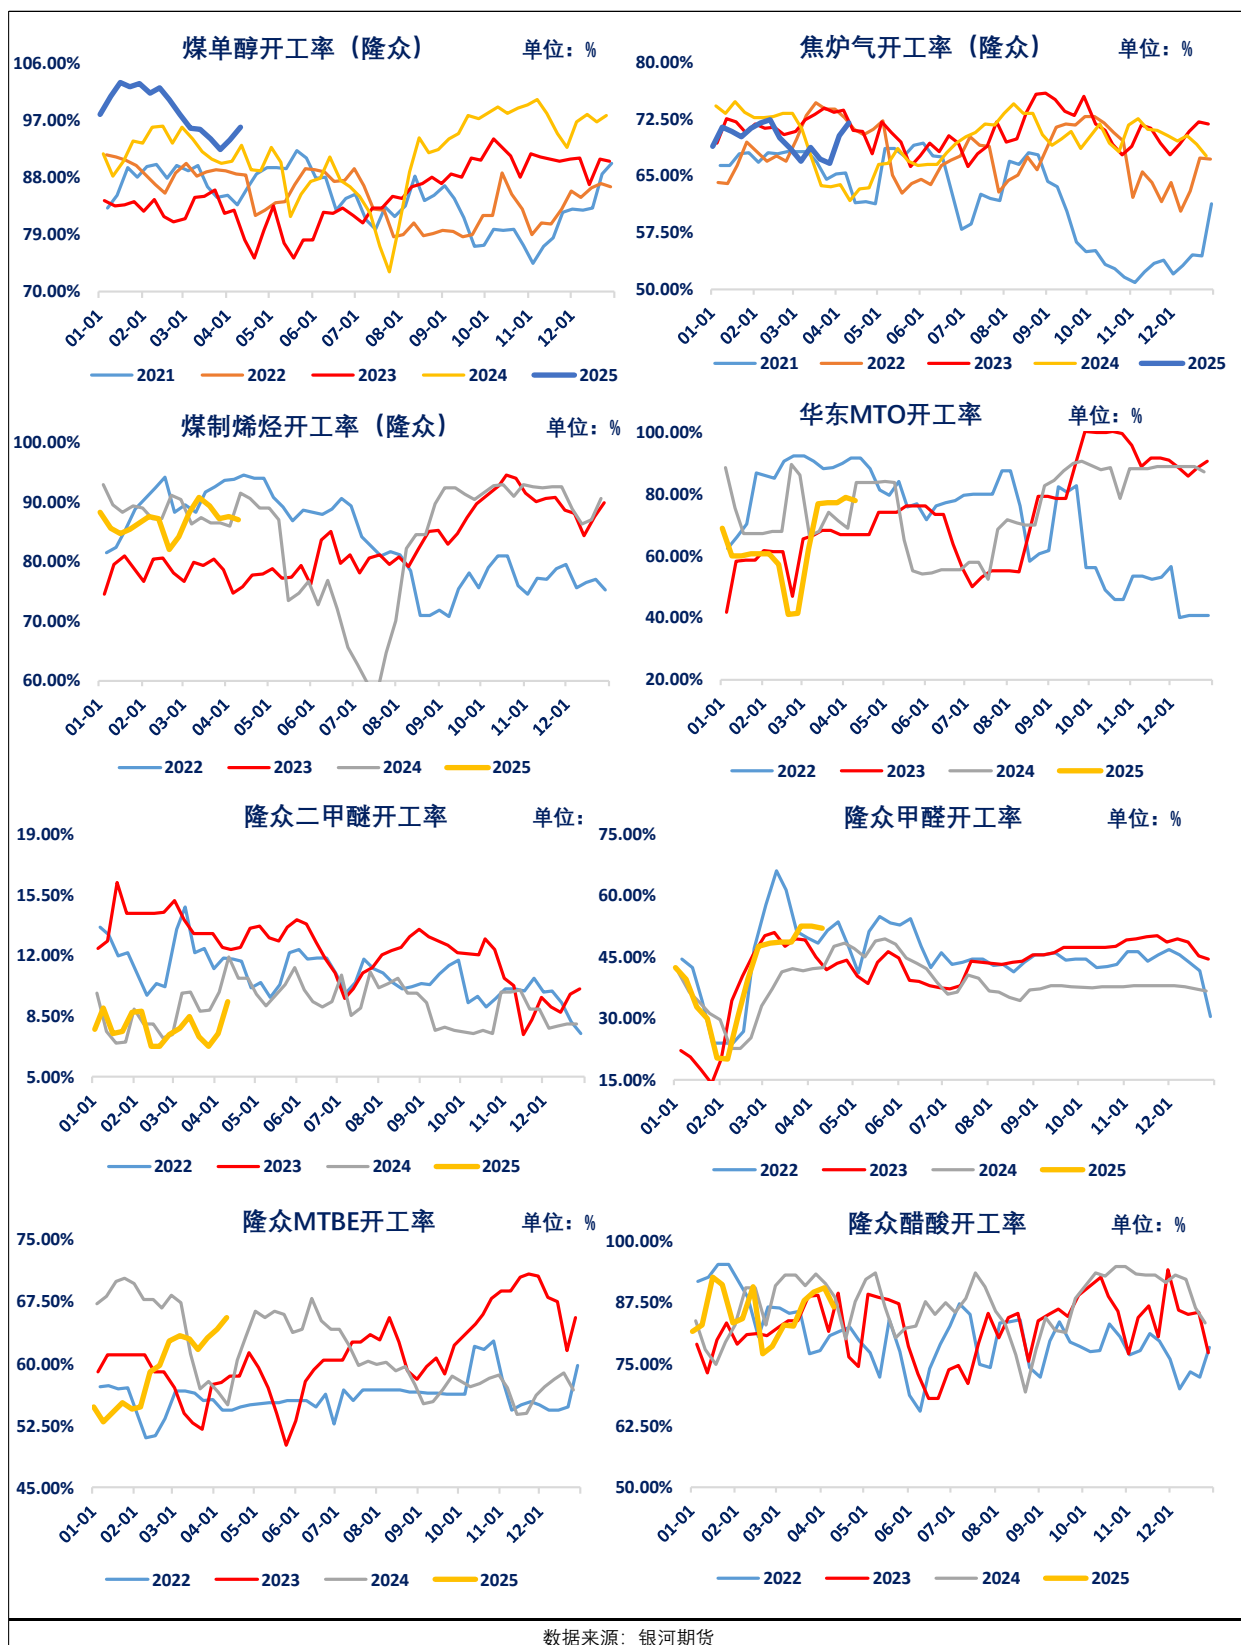 煤单醇开工率（隆众） 单位：%
106.00%
97.00%
88.00%
79.00%
70.00%
01-01 02-01 03-01 04-01 05-01 06-01 07-01 08-01 09-01 10-01 11-01 12-01
2021 2022 2023 2024 2025
焦炉气开工率（隆众） 单位：%
80.00%
72.50%
65.00%
57.50%
50.00%
01-01 02-01 03-01 04-01 05-01 06-01 07-01 08-01 09-01 10-01 11-01 12-01
2021 2022 2023 2024 2025
煤制烯烃开工率（隆众） 单位：%
100.00%
90.00%
80.00%
70.00%
60.00%
01-01 02-01 03-01 04-01 05-01 06-01 07-01 08-01 09-01 10-01 11-01 12-01
2022 2023 2024 2025
华东MTO开工率 单位：%
100.00%
80.00%
60.00%
40.00%
20.00%
01-01 02-01 03-01 04-01 05-01 06-01 07-01 08-01 09-01 10-01 11-01 12-01
2022 2023 2024 2025
隆众二甲醚开工率 单位：
19.00%
15.50%
12.00%
8.50%
5.00%
01-01 02-01 03-01 04-01 05-01 06-01 07-01 08-01 09-01 10-01 11-01 12-01
2022 2023 2024 2025
隆众甲醛开工率 单位：%
75.00%
60.00%
45.00%
30.00%
15.00%
01-01 02-01 03-01 04-01 05-01 06-01 07-01 08-01 09-01 10-01 11-01 12-01
2022 2023 2024 2025
隆众MTBE开工率 单位：%
75.00%
67.50%
60.00%
52.50%
45.00%
01-01 02-01 03-01 04-01 05-01 06-01 07-01 08-01 09-01 10-01 11-01 12-01
2022 2023 2024 2025
隆众醋酸开工率 单位：%
100.00%
87.50%
75.00%
62.50%
50.00%
01-01 02-01 03-01 04-01 05-01 06-01 07-01 08-01 09-01 10-01 11-01 12-01
2022 2023 2024 2025
数据来源：银河期货